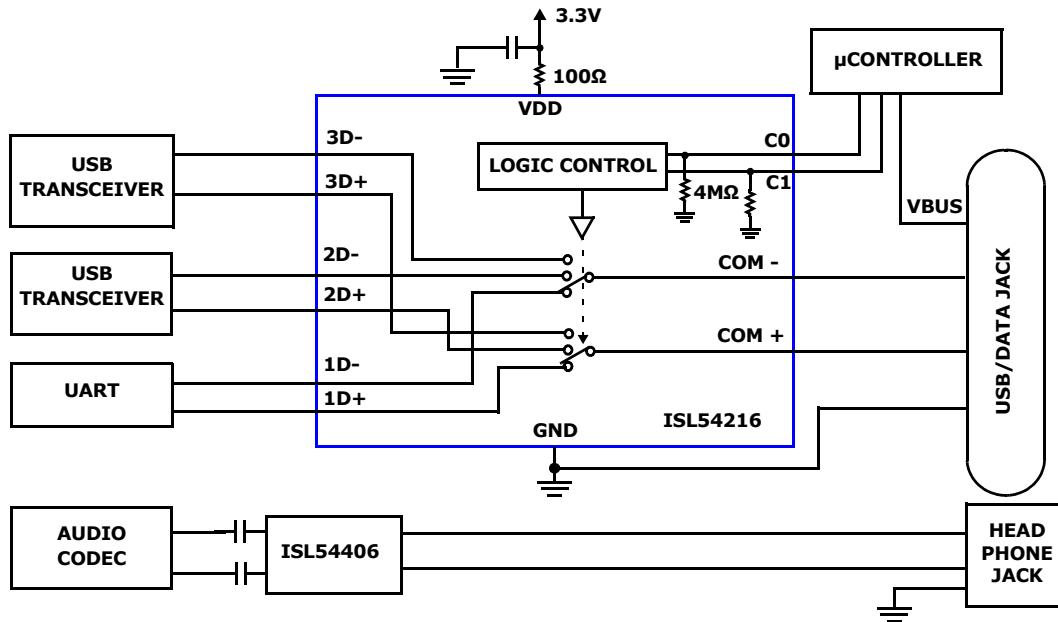 3.3V
100Ω
µCONTROLLER
VDD
3D-
C0
USB
TRANSCEIVER
LOGIC CONTROL
3D+
4MΩ
C1
VBUS
2D-
COM -
USB
TRANSCEIVER
2D+
COM +
USB/DATA JACK
1D-
UART
1D+
ISL54216
GND
AUDIO
CODEC
ISL54406
HEAD
PHONE
JACK